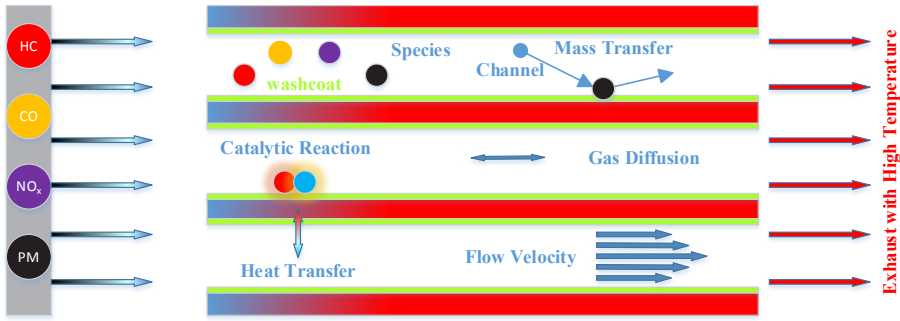 HC
CO
NOx
PM
Species
washcoat
Mass Transfer
Channel
Catalytic Reaction
Gas Diffusion
Heat Transfer
Flow Velocity
Exhaust with High Temperature